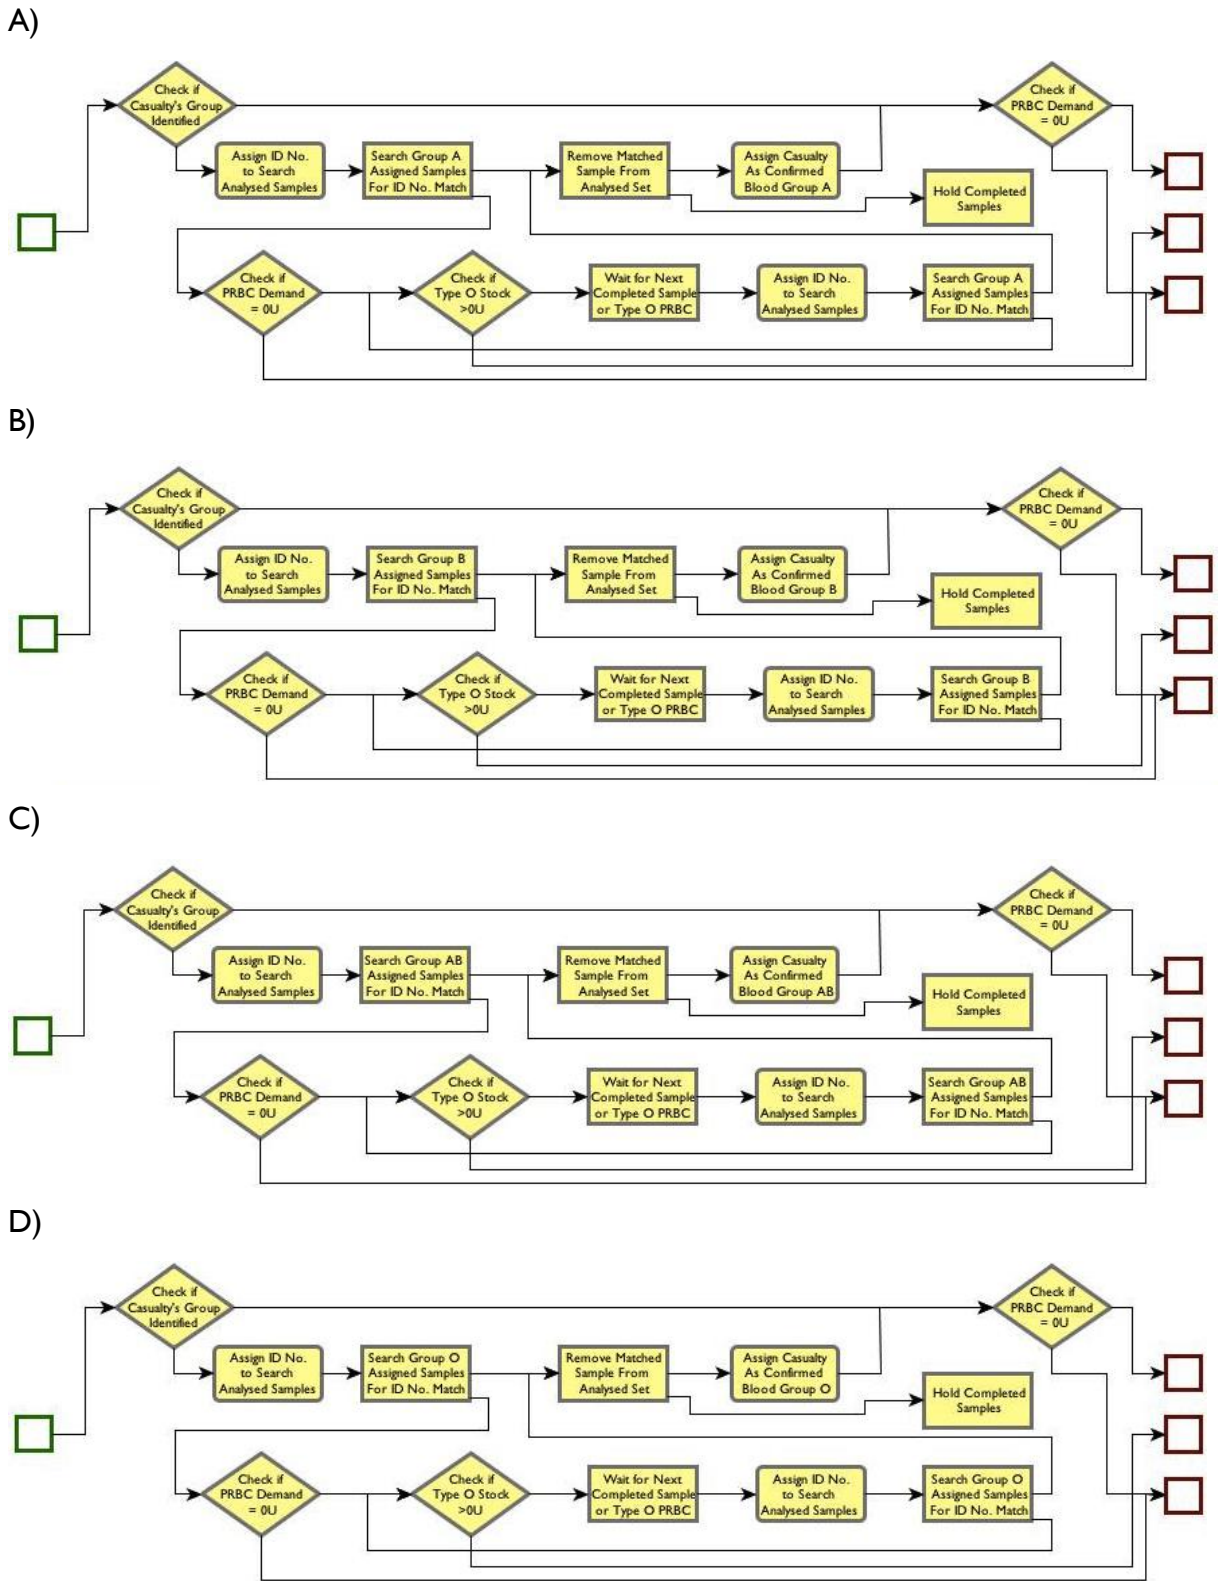 A)
Check if
Casualty's Group
Identified
Check if
PRBC Demand
= 0U
Assign ID No.
to Search
Analysed Samples
Search Group A
Assigned Samples
For ID No. Match
Remove Matched
Sample From
Analysed Set
Assign Casualty
As Confirmed
Blood Group A
Hold Completed
Samples
Check if
PRBC Demand
= 0U
Check if
Type O Stock
>0U
Wait for Next
Completed Sample
or Type O PRBC
Assign ID No.
to Search
Analysed Samples
Search Group A
Assigned Samples
For ID No. Match
B)
Check if
Casualty's Group
Identified
Check if
PRBC Demand
= 0U
Assign ID No.
to Search
Analysed Samples
Search Group B
Assigned Samples
For ID No. Match
Remove Matched
Sample From
Analysed Set
Assign Casualty
As Confirmed
Blood Group B
Hold Completed
Samples
Check if
PRBC Demand
= 0U
Check if
Type O Stock
>0U
Wait for Next
Completed Sample
or Type O PRBC
Assign ID No.
to Search
Analysed Samples
Search Group B
Assigned Samples
For ID No. Match
C)
Check if
Casualty's Group
Identified
Check if
PRBC Demand
= 0U
Assign ID No.
to Search
Analysed Samples
Search Group AB
Assigned Samples
For ID No. Match
Remove Matched
Sample From
Analysed Set
Assign Casualty
As Confirmed
Blood Group AB
Hold Completed
Samples
Check if
PRBC Demand
= 0U
Check if
Type O Stock
>0U
Wait for Next
Completed Sample
or Type O PRBC
Assign ID No.
to Search
Analysed Samples
Search Group AB
Assigned Samples
For ID No. Match
D)
Check if
Casualty's Group
Identified
Check if
PRBC Demand
= 0U
Assign ID No.
to Search
Analysed Samples
Search Group O
Assigned Samples
For ID No. Match
Remove Matched
Sample From
Analysed Set
Assign Casualty
As Confirmed
Blood Group O
Hold Completed
Samples
Check if
PRBC Demand
= 0U
Check if
Type O Stock
>0U
Wait for Next
Completed Sample
or Type O PRBC
Assign ID No.
to Search
Analysed Samples
Search Group O
Assigned Samples
For ID No. Match